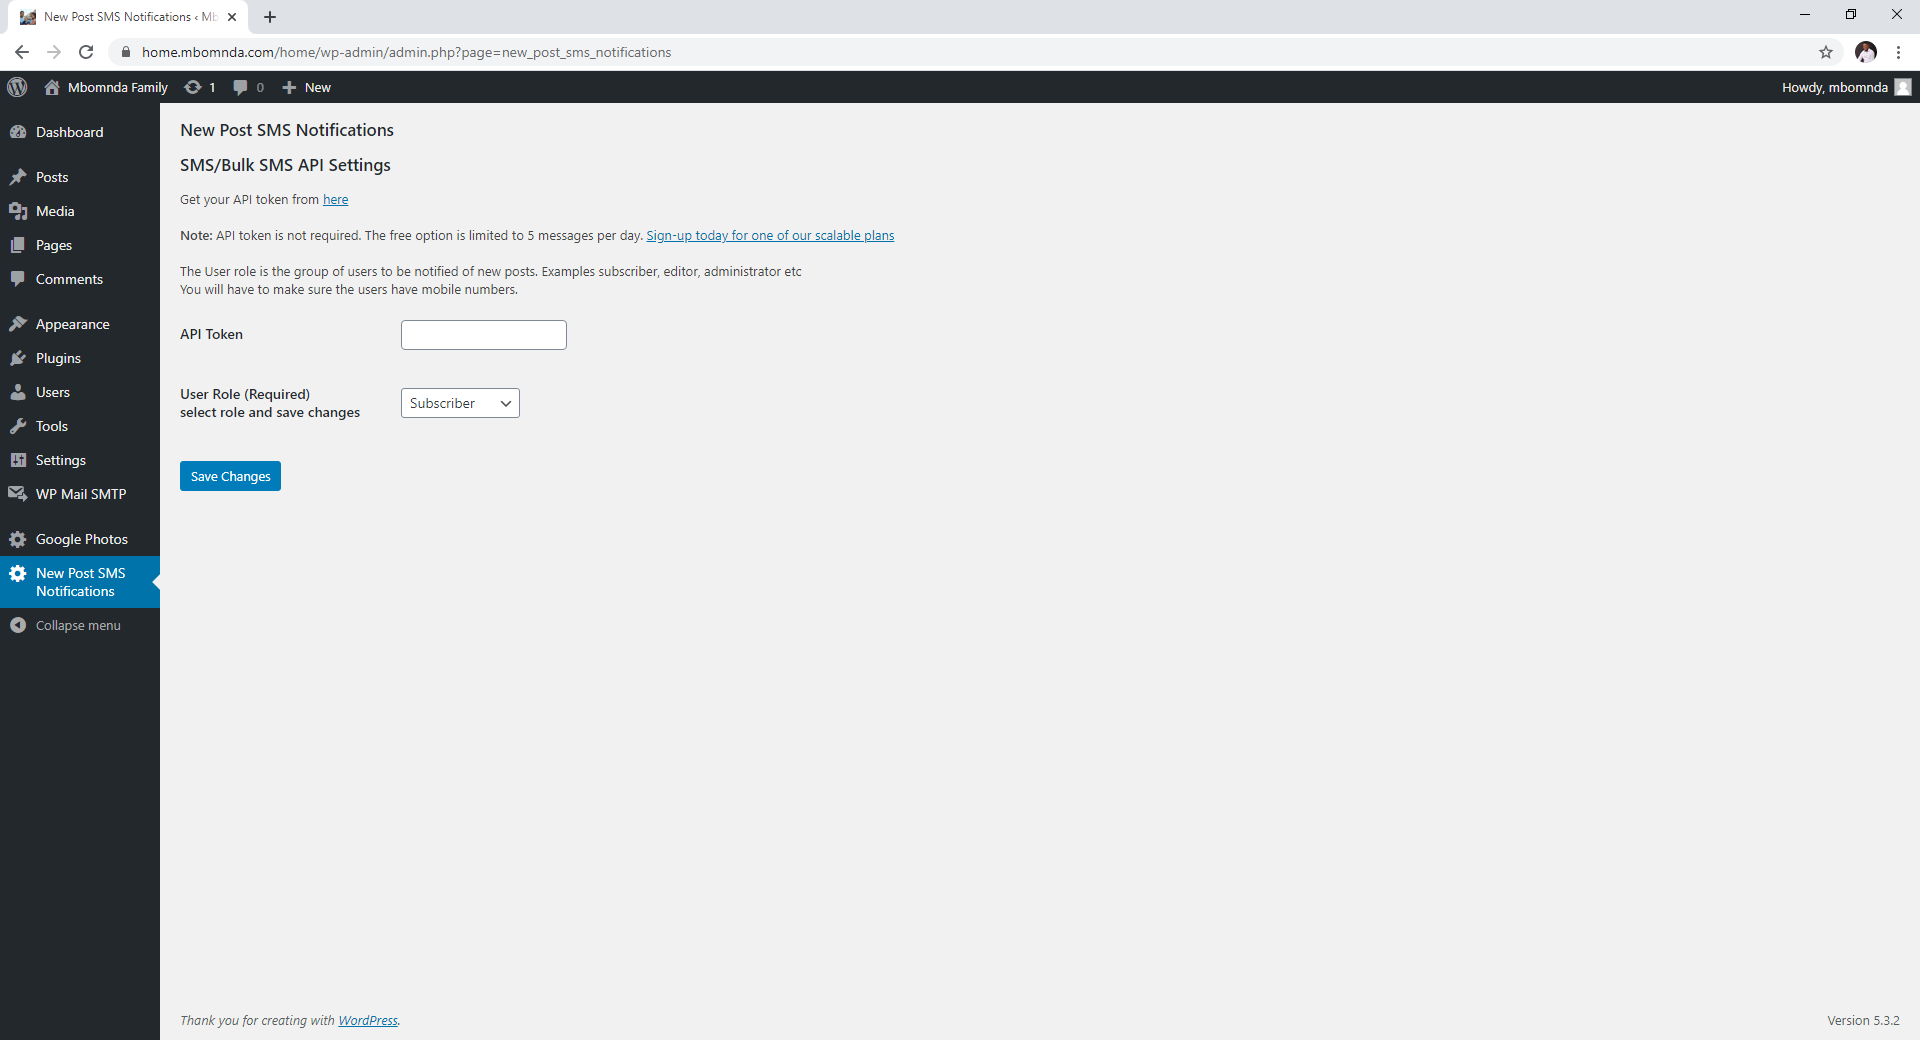 New Post SMS Notifications ‹ Mb
home.mbomnda.com/home/wp-admin/admin.php?page=new_post_sms_notifications
Mbomnda Family 1 0 New
Howdy, mbomnda
Dashboard
Posts
Media
Pages
Comments
Appearance
Plugins
Users
Tools
Settings
WP Mail SMTP
Google Photos
New Post SMS
Notifications
Collapse menu
New Post SMS Notifications
SMS/Bulk SMS API Settings
Get your API token from here
Note: API token is not required. The free option is limited to 5 messages per day. Sign-up today for one of our scalable plans
The User role is the group of users to be notified of new posts. Examples subscriber, editor, administrator etc
You will have to make sure the users have mobile numbers.
API Token
User Role (Required)
select role and save changes
Subscriber
Save Changes
Thank you for creating with WordPress.
Version 5.3.2